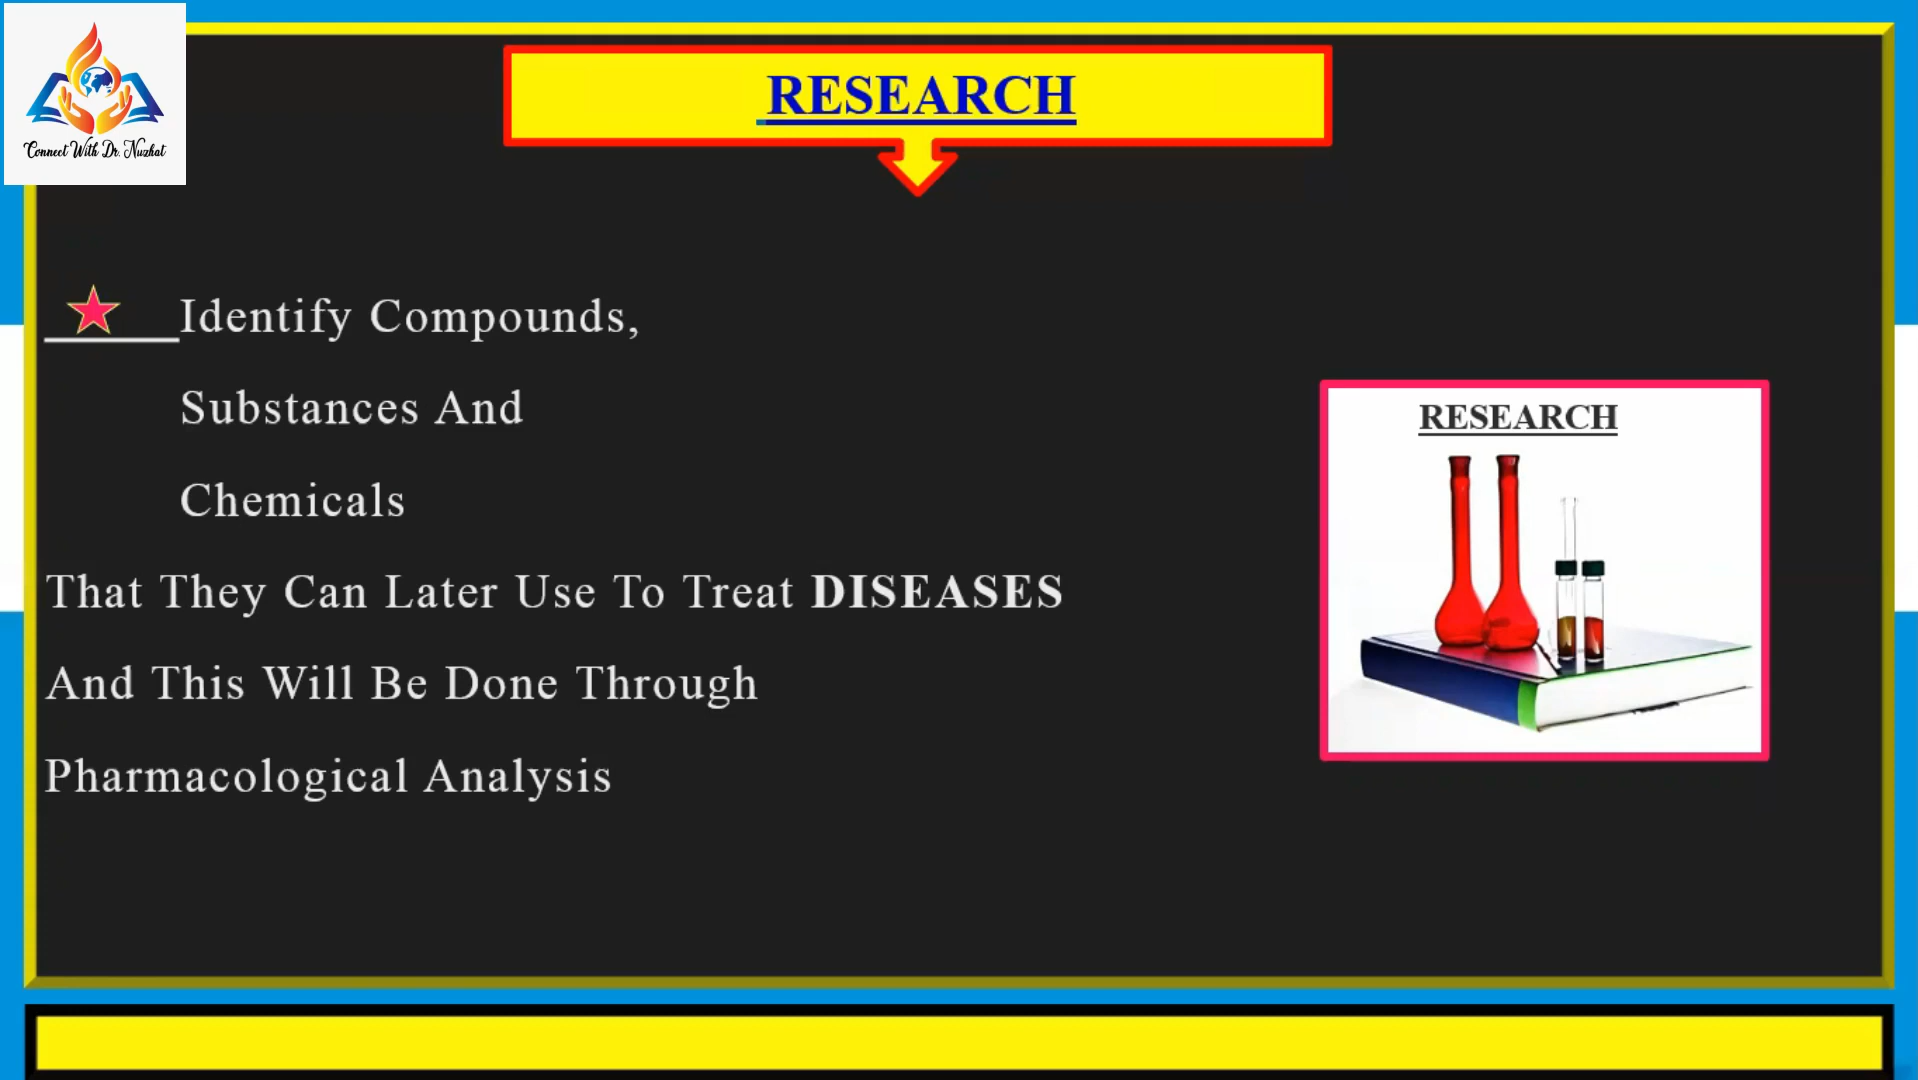 Connect With Dr. Nuzhat
RESEARCH
Identify Compounds,
Substances And
Chemicals
That They Can Later Use To Treat DISEASES
And This Will Be Done Through
Pharmacological Analysis
RESEARCH